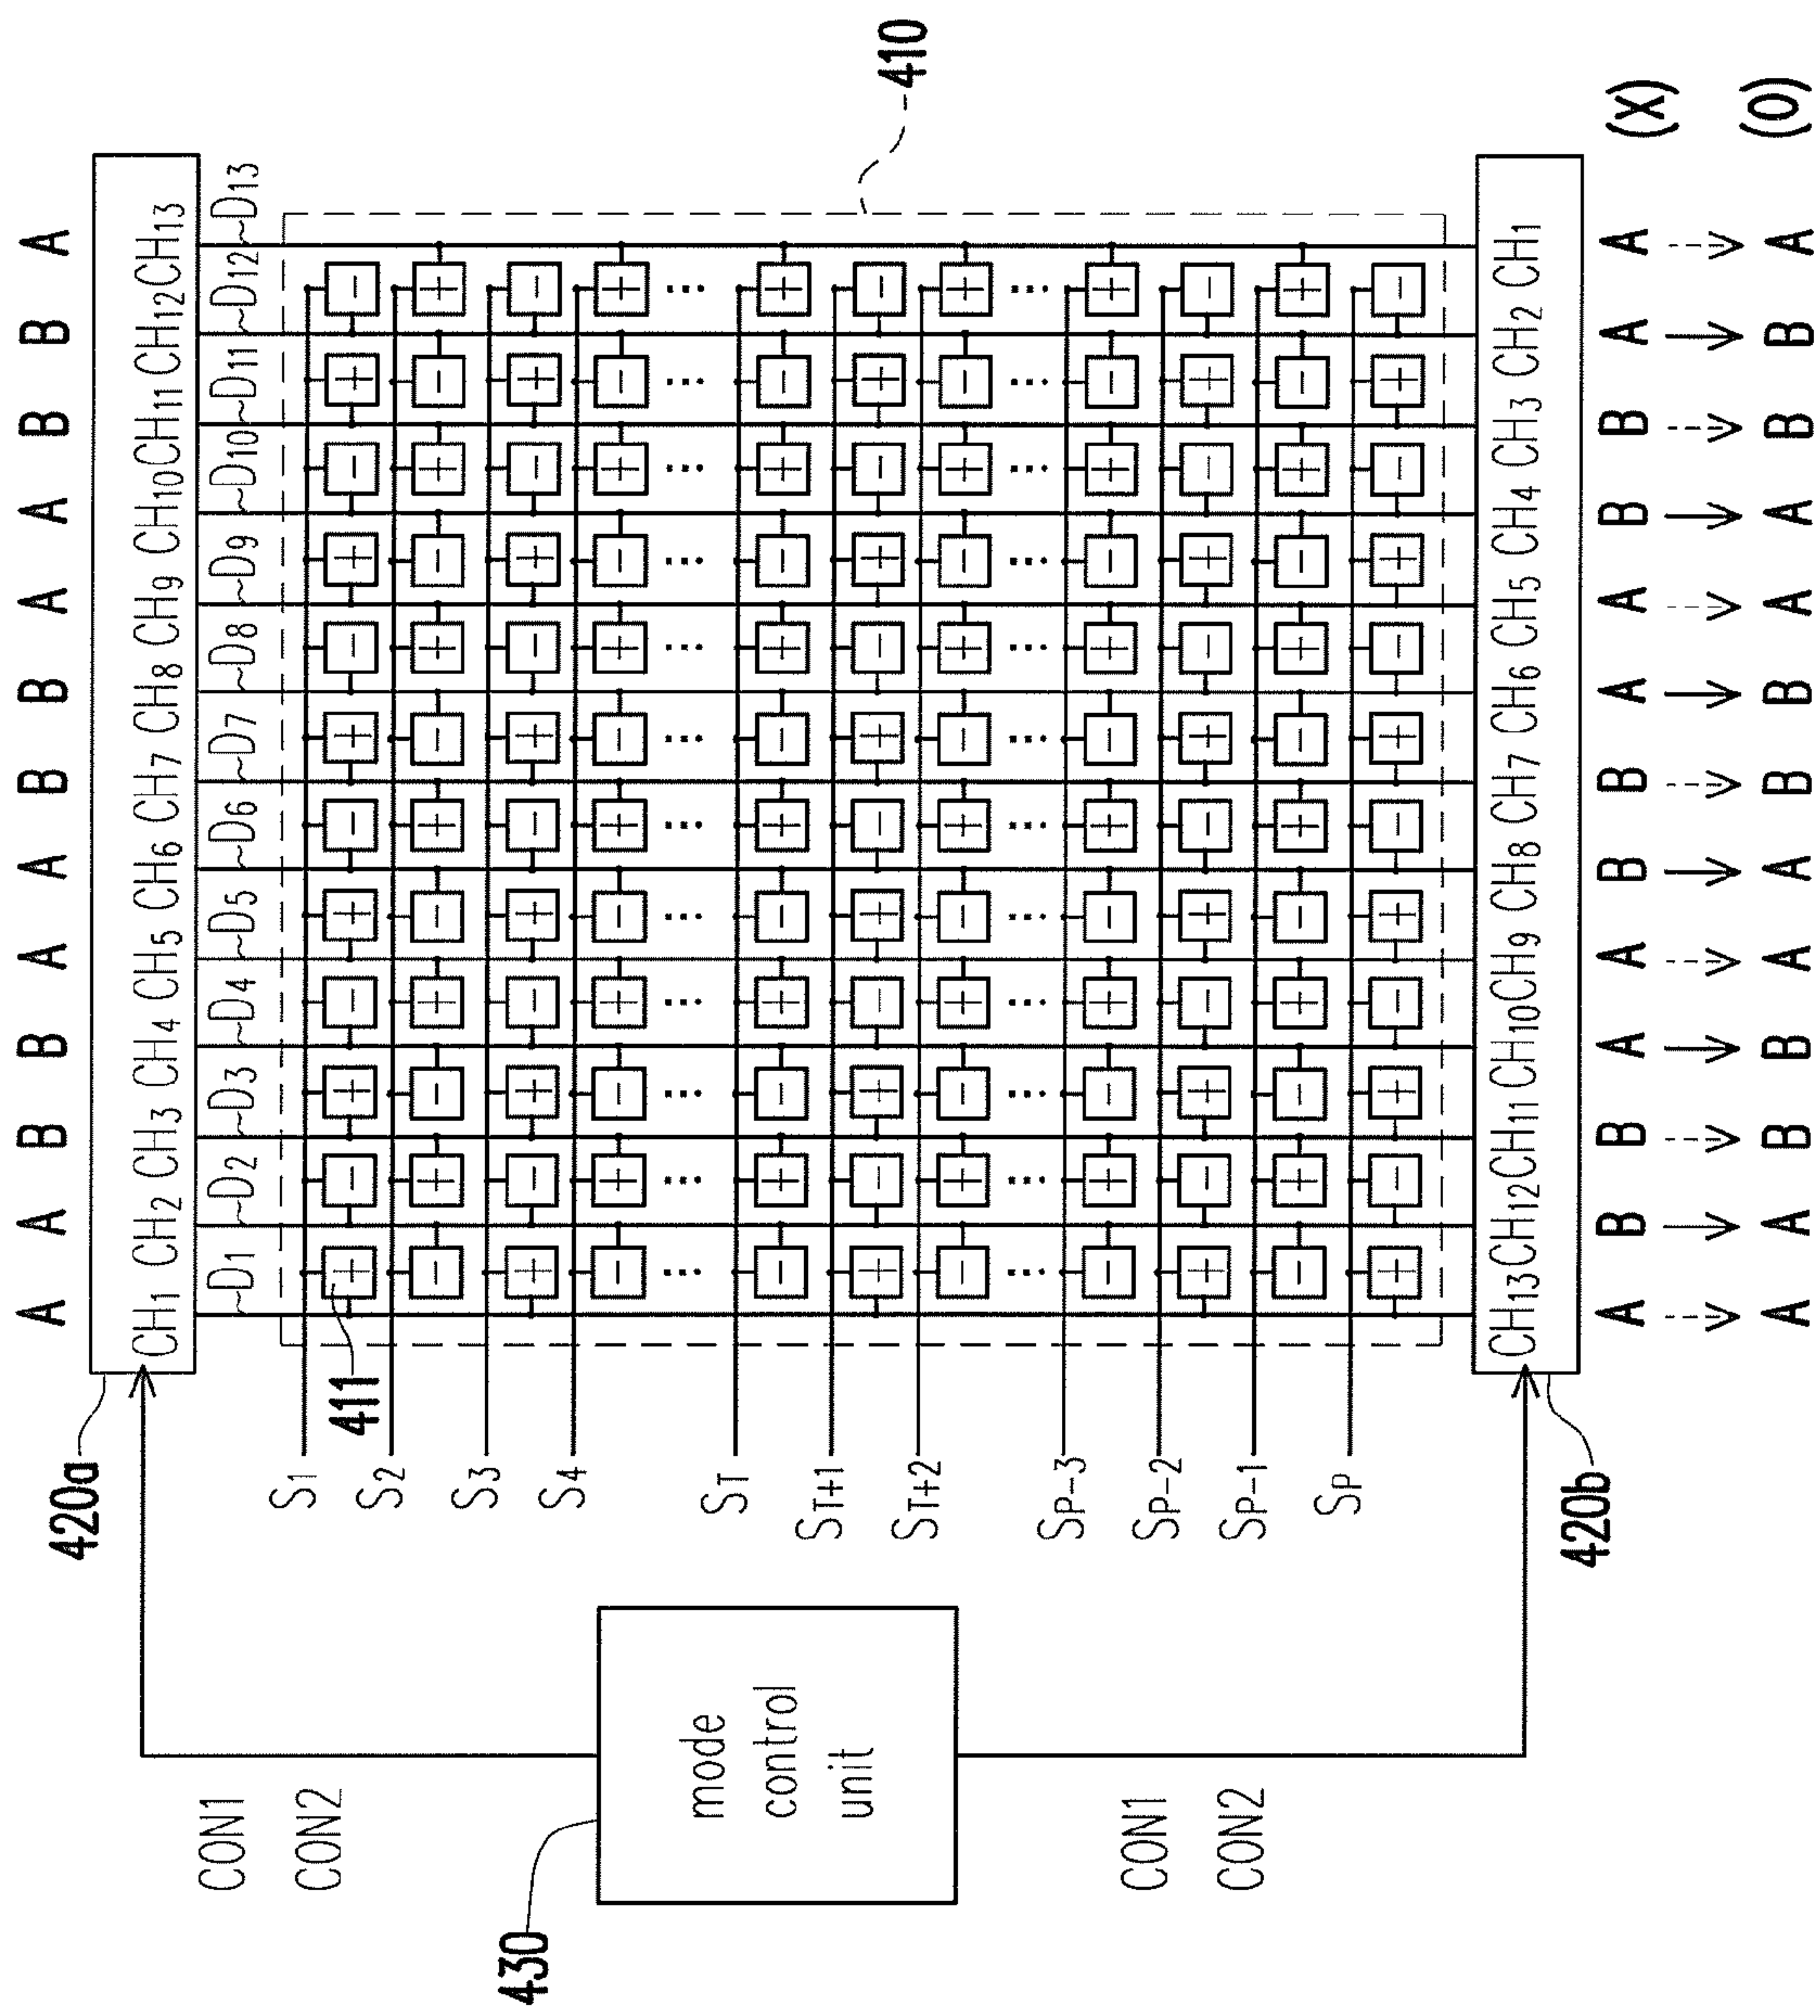 A A B B A A B B A A B B A
420a
CH1 CH2 CH3 CH4 CH5 CH6 CH7 CH8 CH9 CH10 CH11 CH12 CH13
D1 D2 D3 D4 D5 D6 D7 D8 D9 D10 D11 D12 D13
CON1
CON2
S1
411
S2
S3
S4
430
mode
control
unit
ST
ST+1
ST+2
410
SP-3
SP-2
SP-1
SP
CON1
CON2
CH13 CH12 CH11 CH10 CH9 CH8 CH7 CH6 CH5 CH4 CH3 CH2 CH1
420b
A B B A A B B A A B B A A (X)
A A B B A A B B A A B B A (O)